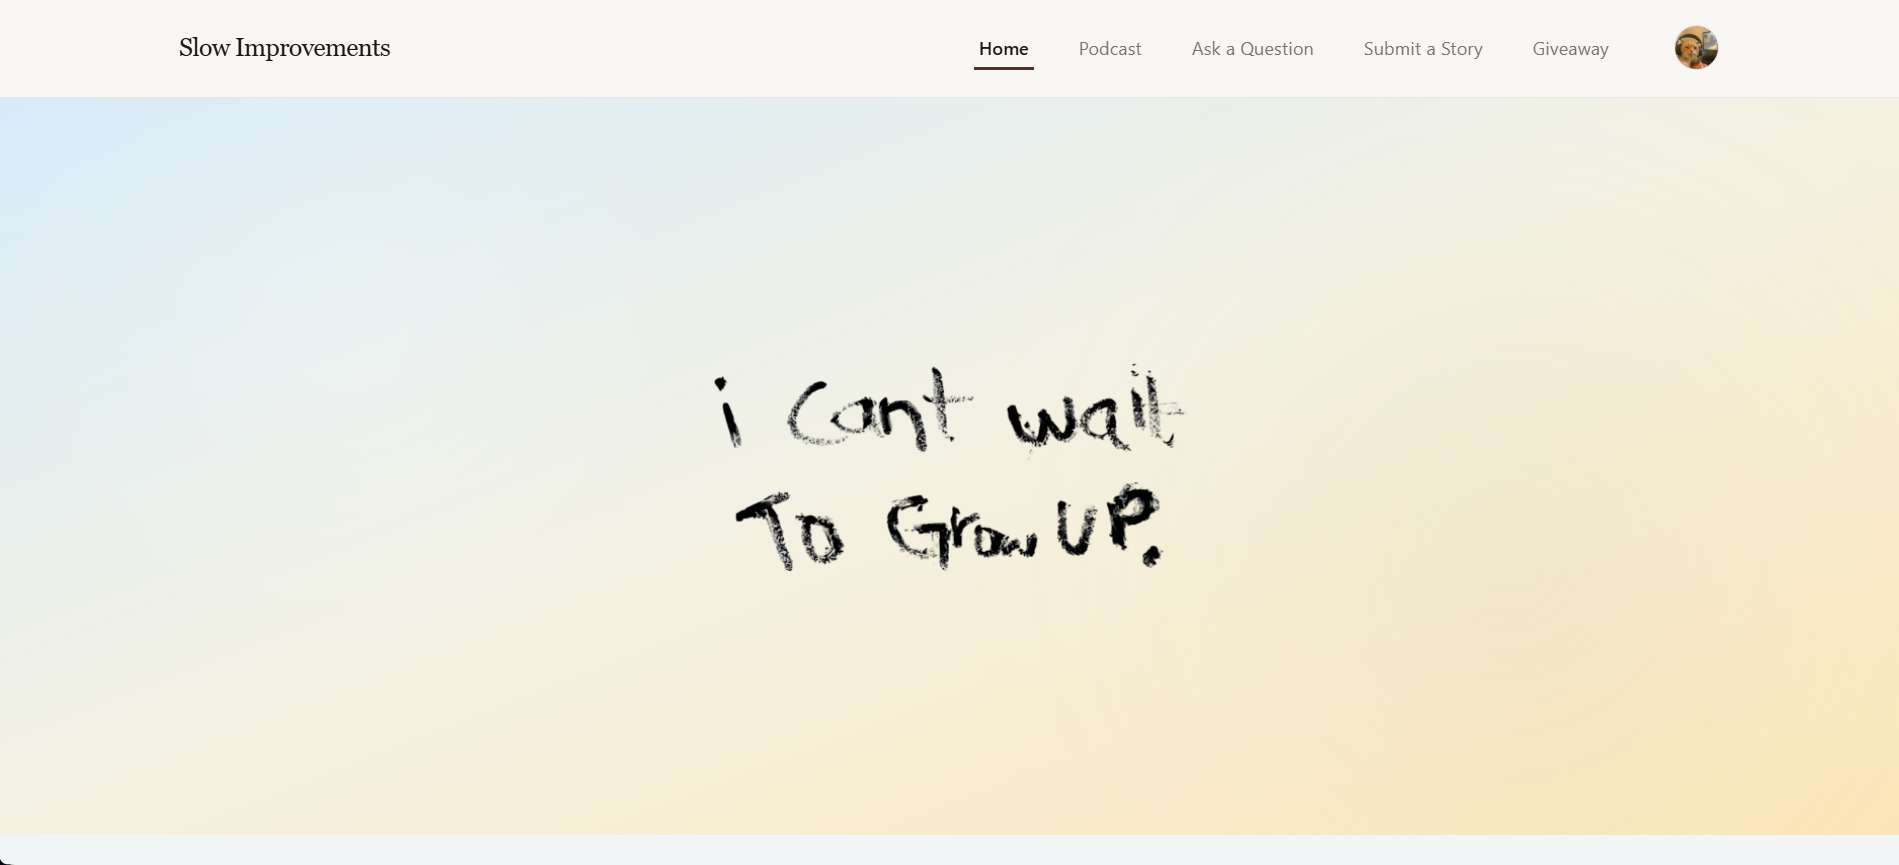 Slow Improvements
Home Podcast Ask a Question Submit a Story Giveaway
i cant wait
To Grow UP.